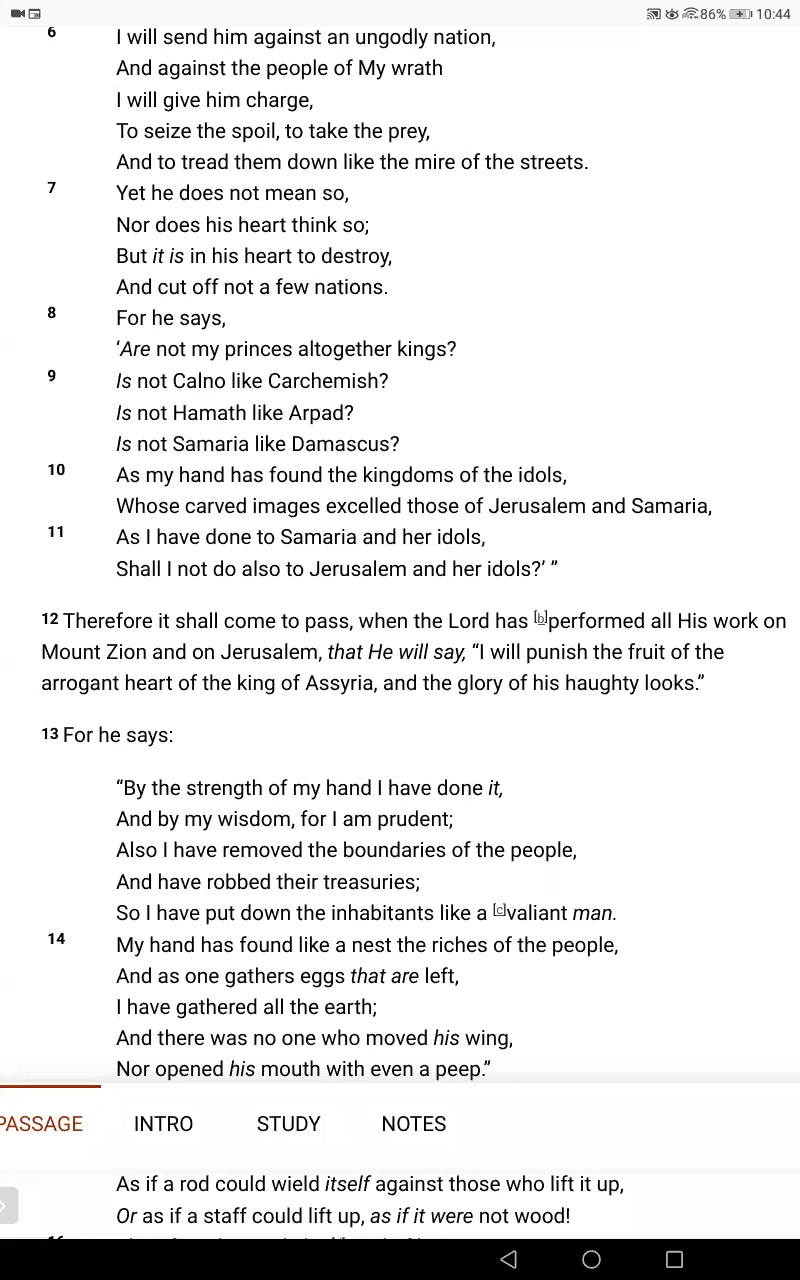 86% 10:44
6 I will send him against an ungodly nation,
And against the people of My wrath
I will give him charge,
To seize the spoil, to take the prey,
And to tread them down like the mire of the streets.
7 Yet he does not mean so,
Nor does his heart think so;
But it is in his heart to destroy,
And cut off not a few nations.
8 For he says,
‘Are not my princes altogether kings?
9 Is not Calno like Carchemish?
Is not Hamath like Arpad?
Is not Samaria like Damascus?
10 As my hand has found the kingdoms of the idols,
Whose carved images excelled those of Jerusalem and Samaria,
11 As I have done to Samaria and her idols,
Shall I not do also to Jerusalem and her idols?’ ”
12 Therefore it shall come to pass, when the Lord has [b]performed all His work on
Mount Zion and on Jerusalem, that He will say, “I will punish the fruit of the
arrogant heart of the king of Assyria, and the glory of his haughty looks.”
13 For he says:
“By the strength of my hand I have done it,
And by my wisdom, for I am prudent;
Also I have removed the boundaries of the people,
And have robbed their treasuries;
So I have put down the inhabitants like a [c]valiant man.
14 My hand has found like a nest the riches of the people,
And as one gathers eggs that are left,
I have gathered all the earth;
And there was no one who moved his wing,
Nor opened his mouth with even a peep.”
PASSAGE INTRO STUDY NOTES
As if a rod could wield itself against those who lift it up,
Or as if a staff could lift up, as if it were not wood!